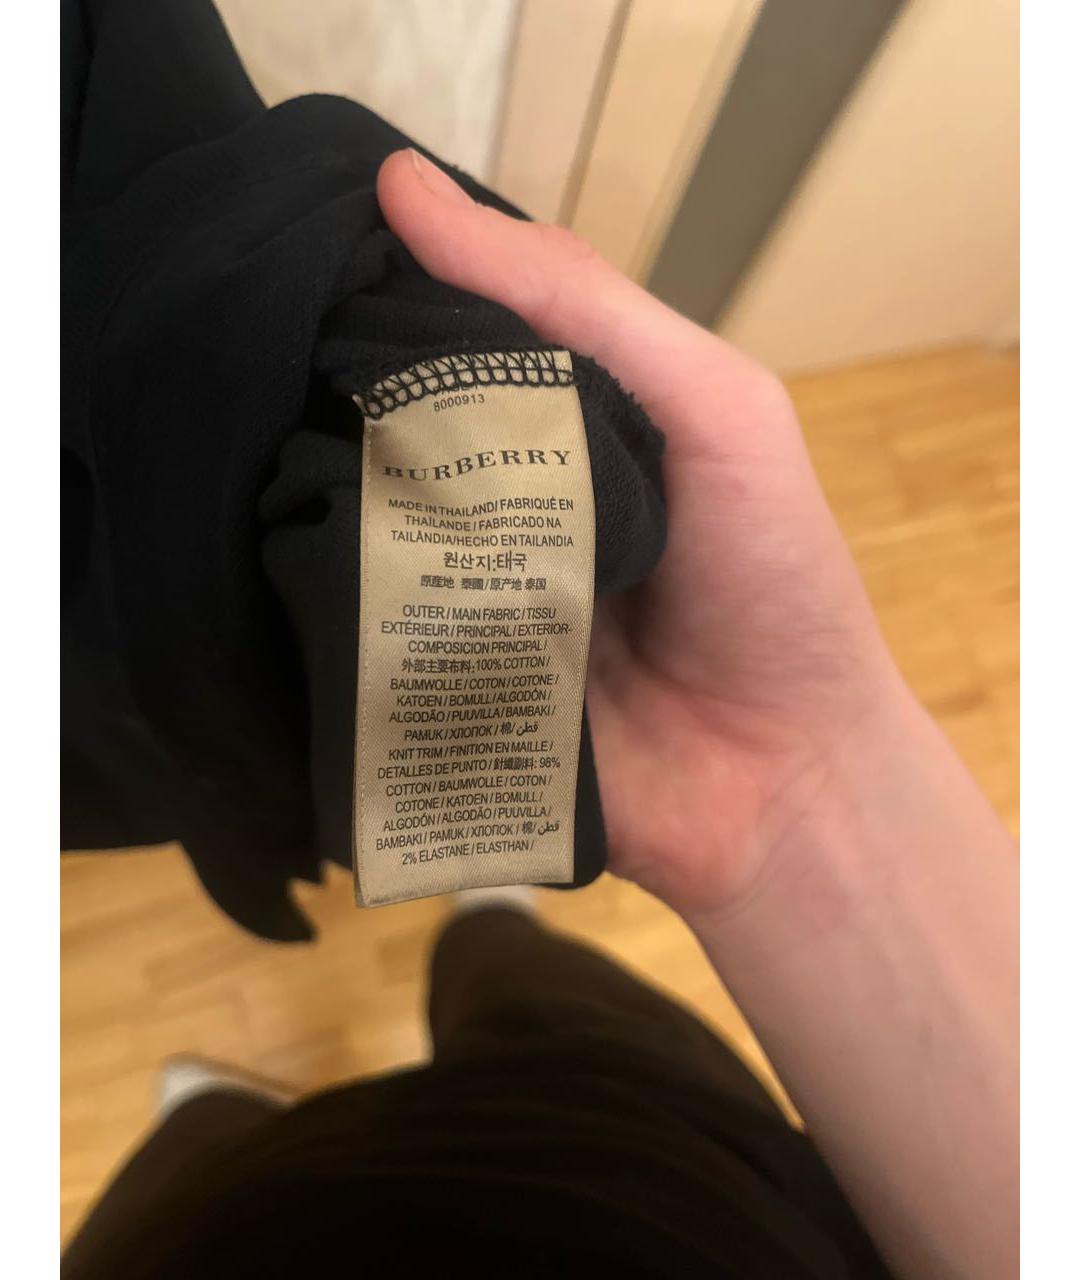 8000913
BURBERRY
MADE IN THAILAND/ FABRIQUÉ EN
THAÏLANDE / FABRICADO NA
TAILÂNDIA/HECHO EN TAILANDIA
원산지:태국
原産地 泰國/原产地 泰国
OUTER / MAIN FABRIC / TISSU
EXTÉRIEUR / PRINCIPAL / EXTERIOR-
COMPOSICION PRINCIPAL /
外部主要布料:100% COTTON /
BAUMWOLLE / COTON / COTONE /
KATOEN / BOMULL / ALGODÓN /
ALGODÃO / PUUVILLA / BAMBAKI /
PAMUK / ХЛОПОК / 棉/ قطن
KNIT TRIM / FINITION EN MAILLE /
DETALLES DE PUNTO / 針織副料: 98%
COTTON / BAUMWOLLE / COTON /
COTONE / KATOEN / BOMULL /
ALGODÓN / ALGODÃO / PUUVILLA /
BAMBAKI / PAMUK / ХЛОПОК / 棉/ قطن
2% ELASTANE / ELASTHAN /